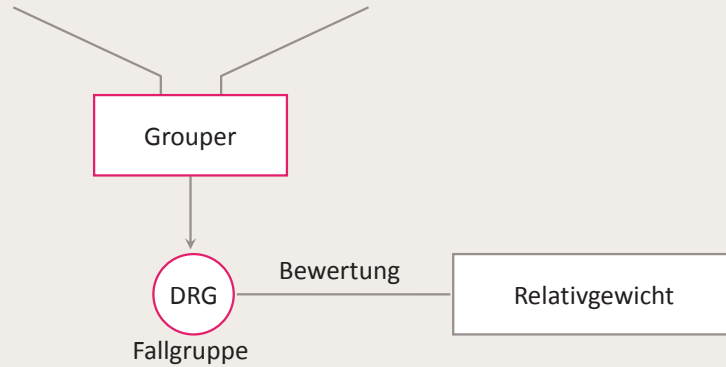 Grouper
Bewertung
DRG
Relativgewicht
Fallgruppe